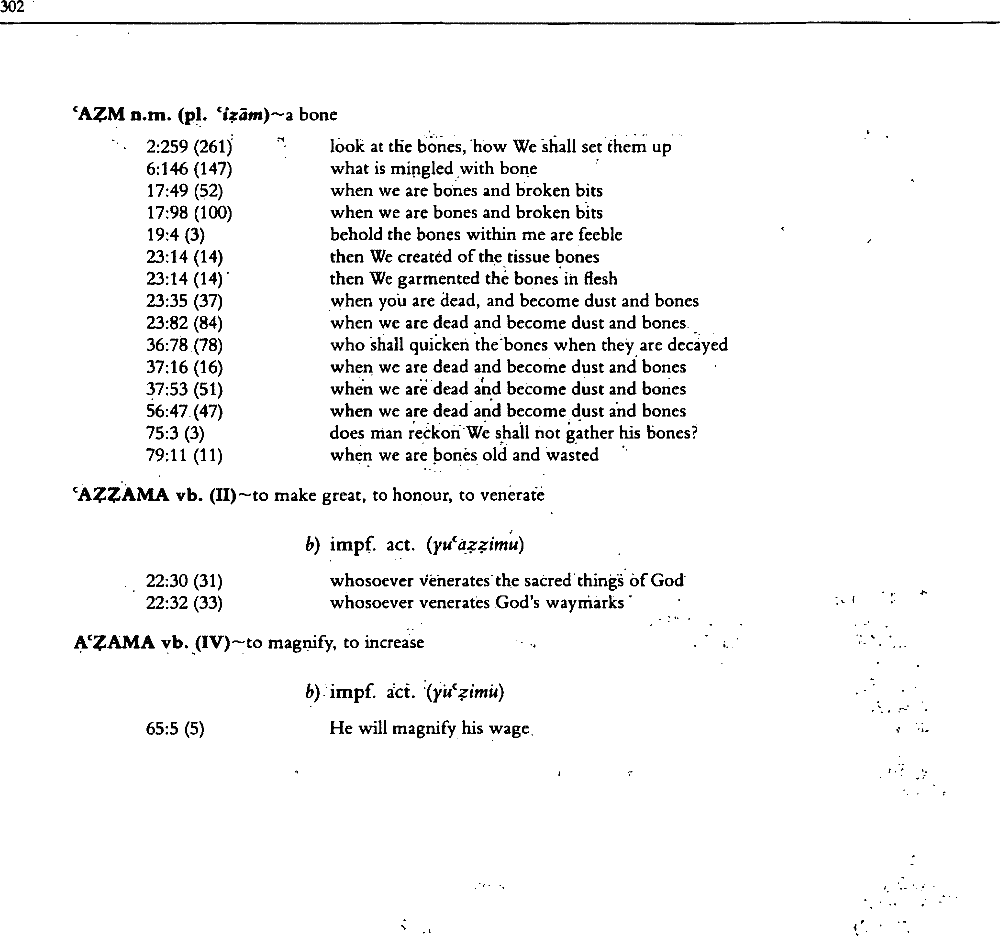 302
ʿAẒM n.m. (pl. ʿiẓām)~a bone
2:259 (261) look at the bones, how We shall set them up
6:146 (147) what is mingled with bone
17:49 (52) when we are bones and broken bits
17:98 (100) when we are bones and broken bits
19:4 (3) behold the bones within me are feeble
23:14 (14) then We created of the tissue bones
23:14 (14) then We garmented the bones in flesh
23:35 (37) when you are dead, and become dust and bones
23:82 (84) when we are dead and become dust and bones
36:78 (78) who shall quicken the bones when they are decayed
37:16 (16) when we are dead and become dust and bones
37:53 (51) when we are dead and become dust and bones
56:47 (47) when we are dead and become dust and bones
75:3 (3) does man reckon We shall not gather his bones?
79:11 (11) when we are bones old and wasted
ʿAẒẒAMA vb. (II)~to make great, to honour, to venerate
b) impf. act. (yuʿaẓẓimu)
22:30 (31) whosoever venerates the sacred things of God
22:32 (33) whosoever venerates God's waymarks
AʿẒAMA vb. (IV)~to magnify, to increase
b) impf. act. (yuʿẓimu)
65:5 (5) He will magnify his wage